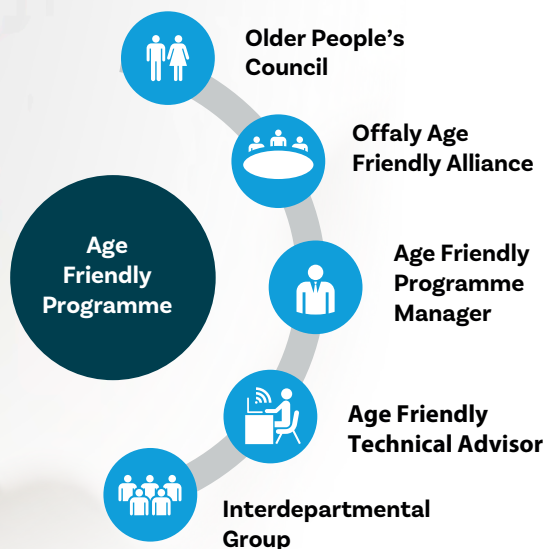 Older People's
Council
Offaly Age
Friendly Alliance
Age
Friendly
Programme
Age Friendly
Programme
Manager
Age Friendly
Technical Advisor
Interdepartmental
Group